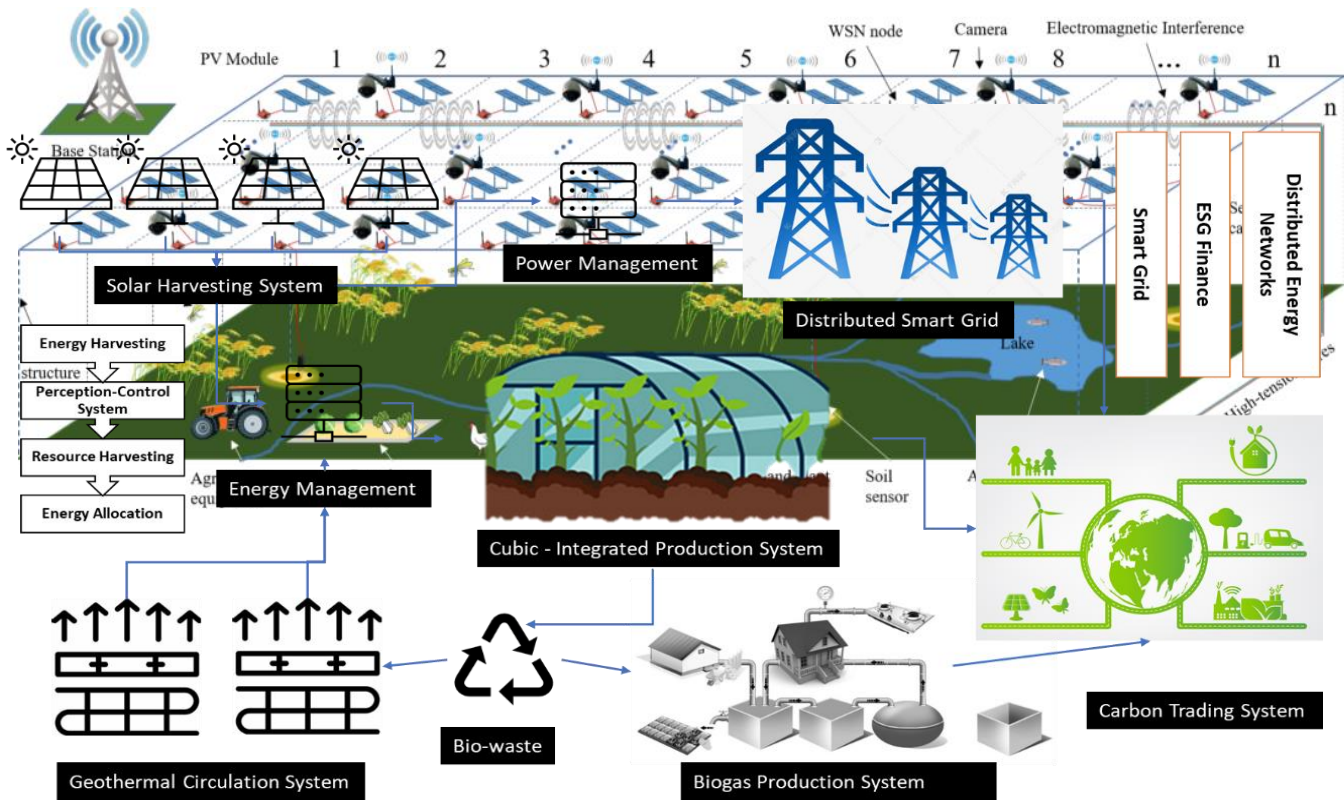 PV Module
1
2
3
4
5
6
7
8
...
n
WSN node
Camera
Electromagnetic Interference
n
Base Station
Smart Grid
ESG Finance
Distributed Energy
Networks
Power Management
Solar Harvesting System
Distributed Smart Grid
Energy Harvesting
structure
Perception-Control
System
Resource Harvesting
Energy Allocation
Lake
High-tension
Energy Management
Soil
sensor
Cubic - Integrated Production System
Carbon Trading System
Bio-waste
Geothermal Circulation System
Biogas Production System